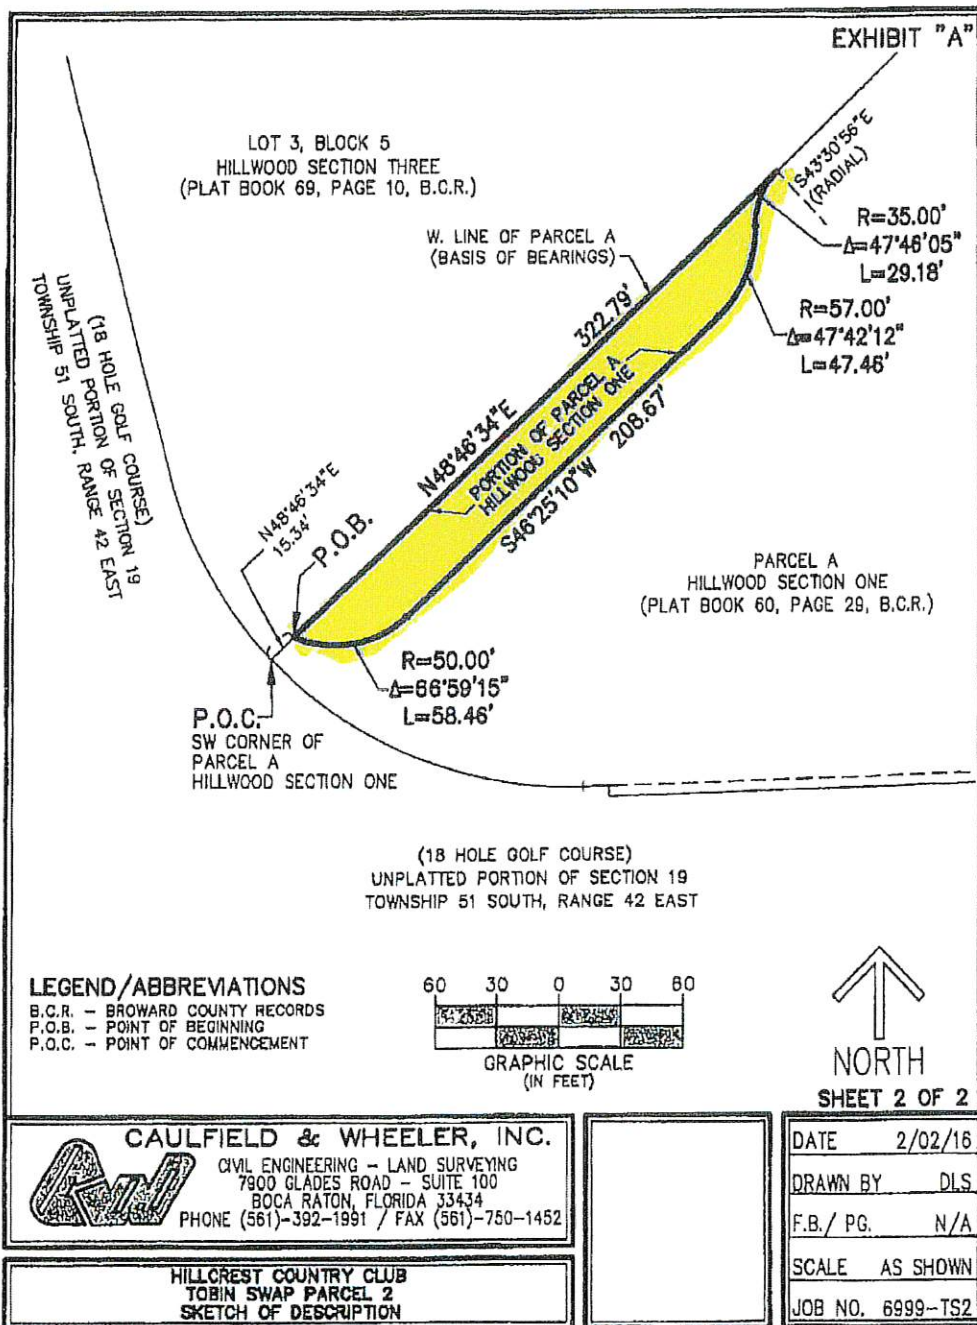 EXHIBIT "A"
LOT 3, BLOCK 5
HILLWOOD SECTION THREE
(PLAT BOOK 69, PAGE 10, B.C.R.)
S43°30'56"E
(RADIAL)
R=35.00'
Δ=47°46'05"
L=29.18'
W. LINE OF PARCEL A
(BASIS OF BEARINGS)
R=57.00'
Δ=47°42'12"
L=47.46'
(18 HOLE GOLF COURSE)
UNPLATTED PORTION OF SECTION 19
TOWNSHIP 51 SOUTH, RANGE 42 EAST
322.79'
N48°46'34"E
PORTION OF PARCEL A
HILLWOOD SECTION ONE
208.67'
S46°25'10"W
N48°46'34"E
15.34'
P.O.B.
PARCEL A
HILLWOOD SECTION ONE
(PLAT BOOK 60, PAGE 29, B.C.R.)
R=50.00'
Δ=66°59'15"
L=58.46'
P.O.C.
SW CORNER OF
PARCEL A
HILLWOOD SECTION ONE
(18 HOLE GOLF COURSE)
UNPLATTED PORTION OF SECTION 19
TOWNSHIP 51 SOUTH, RANGE 42 EAST
LEGEND/ABBREVIATIONS
B.C.R. - BROWARD COUNTY RECORDS
P.O.B. - POINT OF BEGINNING
P.O.C. - POINT OF COMMENCEMENT
60 30 0 30 60
GRAPHIC SCALE
(IN FEET)
NORTH
SHEET 2 OF 2
CAULFIELD & WHEELER, INC.
CIVIL ENGINEERING - LAND SURVEYING
7900 GLADES ROAD - SUITE 100
BOCA RATON, FLORIDA 33434
PHONE (561)-392-1991 / FAX (561)-750-1452
HILLCREST COUNTRY CLUB
TOBIN SWAP PARCEL 2
SKETCH OF DESCRIPTION
DATE 2/02/16
DRAWN BY DLS
F.B./ PG. N/A
SCALE AS SHOWN
JOB NO. 6999-TS2